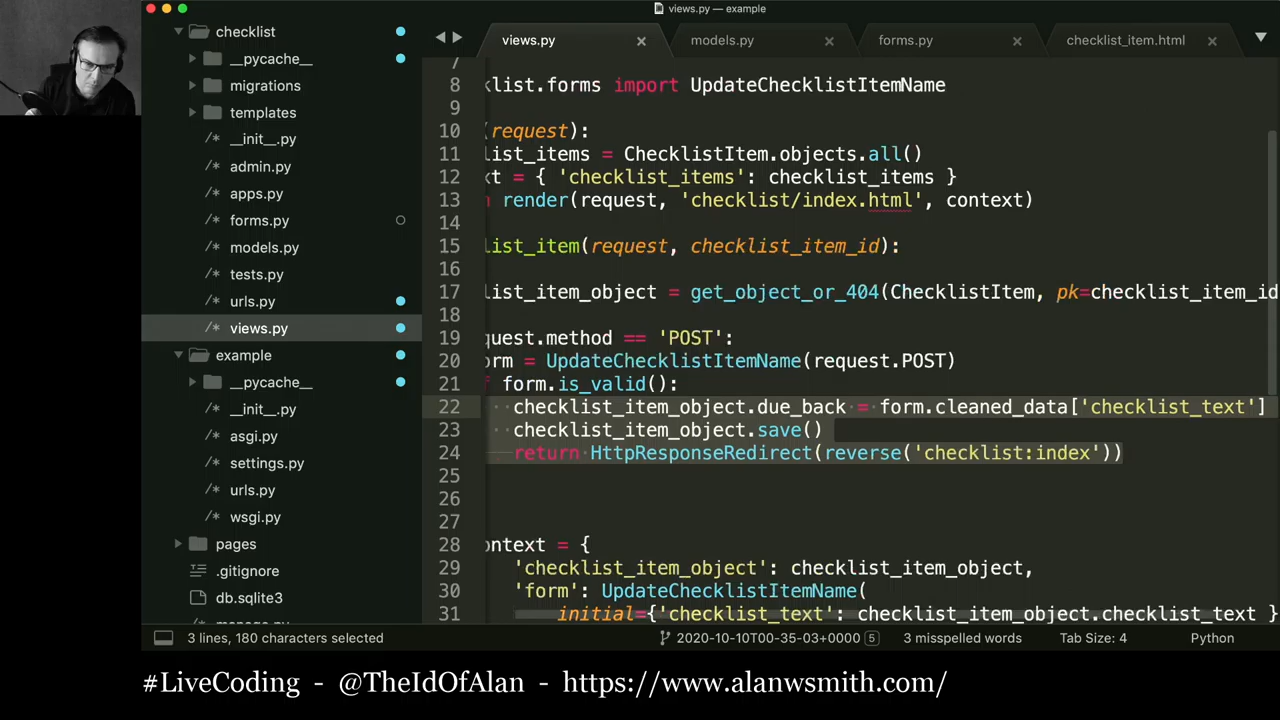 views.py — example
checklist
__pycache__
migrations
templates
/* __init__.py
/* admin.py
/* apps.py
/* forms.py
/* models.py
/* tests.py
/* urls.py
/* views.py
example
__pycache__
/* __init__.py
/* asgi.py
/* settings.py
/* urls.py
/* wsgi.py
pages
.gitignore
db.sqlite3
views.py
models.py
forms.py
checklist_item.html
7
8 klist.forms import UpdateChecklistItemName
9
10 (request):
11 list_items = ChecklistItem.objects.all()
12 xt = { 'checklist_items': checklist_items }
13 n render(request, 'checklist/index.html', context)
14
15 list_item(request, checklist_item_id):
16
17 list_item_object = get_object_or_404(ChecklistItem, pk=checklist_item_id
18
19 quest.method == 'POST':
20 orm = UpdateChecklistItemName(request.POST)
21 f form.is_valid():
22 checklist_item_object.due_back = form.cleaned_data['checklist_text']
23 checklist_item_object.save()
24 return HttpResponseRedirect(reverse('checklist:index'))
25
26
27
28 ontext = {
29 'checklist_item_object': checklist_item_object,
30 'form': UpdateChecklistItemName(
31 initial={'checklist_text': checklist_item_object.checklist_text }
3 lines, 180 characters selected
2020-10-10T00-35-03+0000 5
3 misspelled words
Tab Size: 4
Python
#LiveCoding - @TheIdOfAlan - https://www.alanwsmith.com/